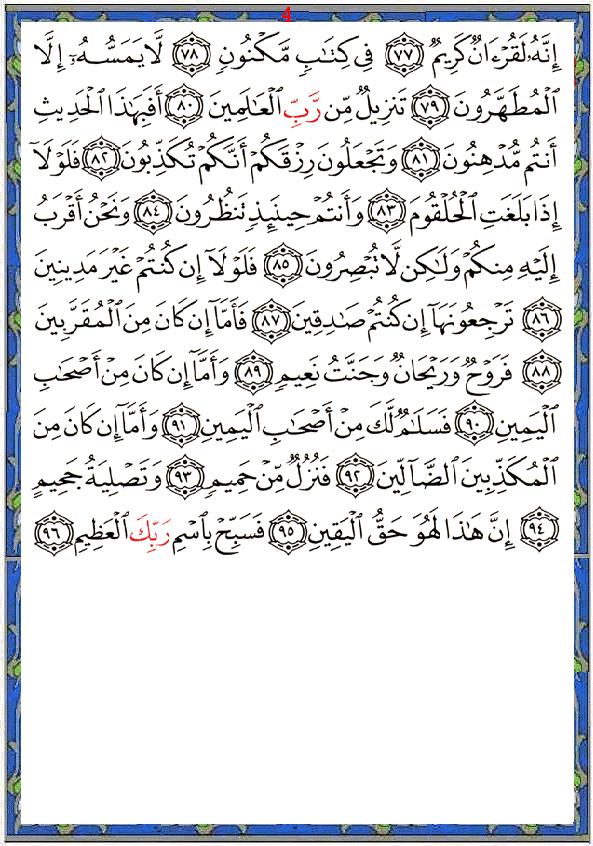 4
إِنَّهُۥ لَقُرْءَانٌ كَرِيمٌ ﴿٧٧﴾ فِى كِتَٰبٍ مَّكْنُونٍ ﴿٧٨﴾ لَّا يَمَسُّهُۥٓ إِلَّا
ٱلْمُطَهَّرُونَ ﴿٧٩﴾ تَنزِيلٌ مِّن رَّبِّ ٱلْعَٰلَمِينَ ﴿٨٠﴾ أَفَبِهَٰذَا ٱلْحَدِيثِ
أَنتُم مُّدْهِنُونَ ﴿٨١﴾ وَتَجْعَلُونَ رِزْقَكُمْ أَنَّكُمْ تُكَذِّبُونَ ﴿٨٢﴾ فَلَوْلَآ
إِذَا بَلَغَتِ ٱلْحُلْقُومَ ﴿٨٣﴾ وَأَنتُمْ حِينَئِذٍ تَنظُرُونَ ﴿٨٤﴾ وَنَحْنُ أَقْرَبُ
إِلَيْهِ مِنكُمْ وَلَٰكِن لَّا تُبْصِرُونَ ﴿٨٥﴾ فَلَوْلَآ إِن كُنتُمْ غَيْرَ مَدِينِينَ
﴿٨٦﴾ تَرْجِعُونَهَآ إِن كُنتُمْ صَٰدِقِينَ ﴿٨٧﴾ فَأَمَّآ إِن كَانَ مِنَ ٱلْمُقَرَّبِينَ
﴿٨٨﴾ فَرَوْحٌ وَرَيْحَانٌ وَجَنَّتُ نَعِيمٍ ﴿٨٩﴾ وَأَمَّآ إِن كَانَ مِنْ أَصْحَٰبِ
ٱلْيَمِينِ ﴿٩٠﴾ فَسَلَٰمٌ لَّكَ مِنْ أَصْحَٰبِ ٱلْيَمِينِ ﴿٩١﴾ وَأَمَّآ إِن كَانَ مِنَ
ٱلْمُكَذِّبِينَ ٱلضَّآلِّينَ ﴿٩٢﴾ فَنُزُلٌ مِّنْ حَمِيمٍ ﴿٩٣﴾ وَتَصْلِيَةُ جَحِيمٍ
﴿٩٤﴾ إِنَّ هَٰذَا لَهُوَ حَقُّ ٱلْيَقِينِ ﴿٩٥﴾ فَسَبِّحْ بِٱسْمِ رَبِّكَ ٱلْعَظِيمِ ﴿٩٦﴾